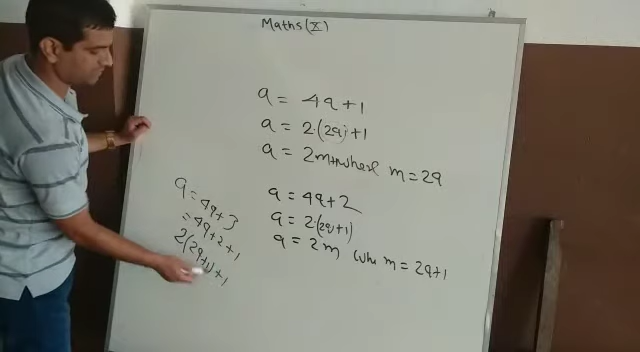 Maths (X)
a = 4q+1
a = 2·(2q)+1
a = 2m+1 where m = 2q
a = 4q+2
a = 2·(2q+1)
a = 2m whe m = 2q+1
a = 4q+3
= 4q+2+1
2(2q+1)+1